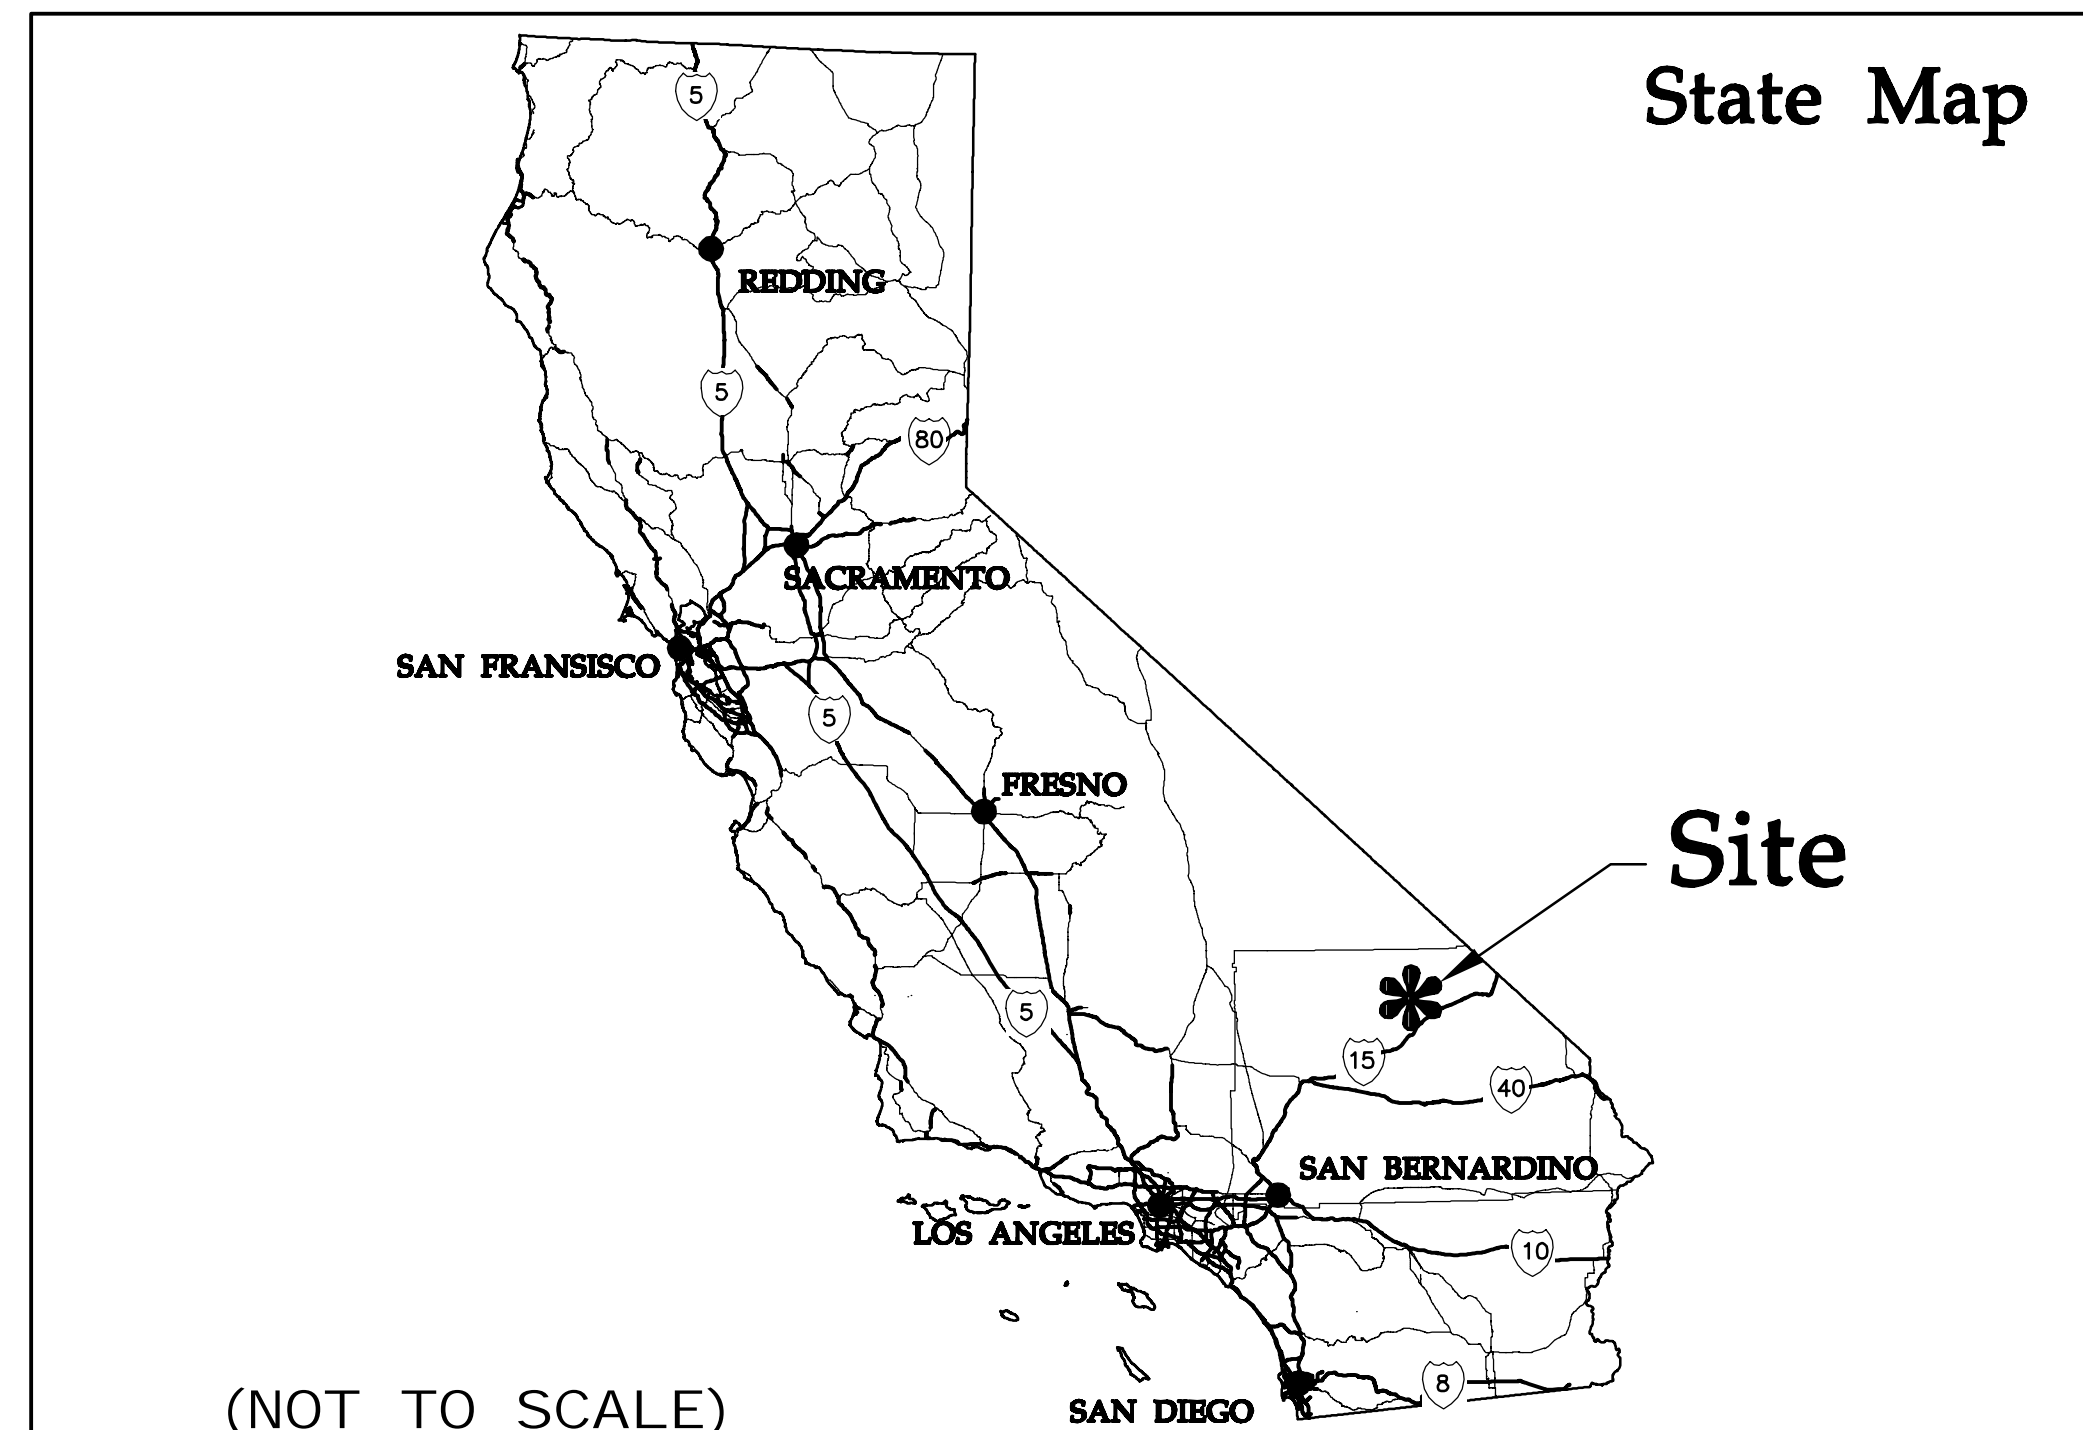 State Map
5
REDDING
5
80
SACRAMENTO
SAN FRANSISCO
5
FRESNO
Site
5
15
40
SAN BERNARDINO
LOS ANGELES
10
8
SAN DIEGO
(NOT TO SCALE)